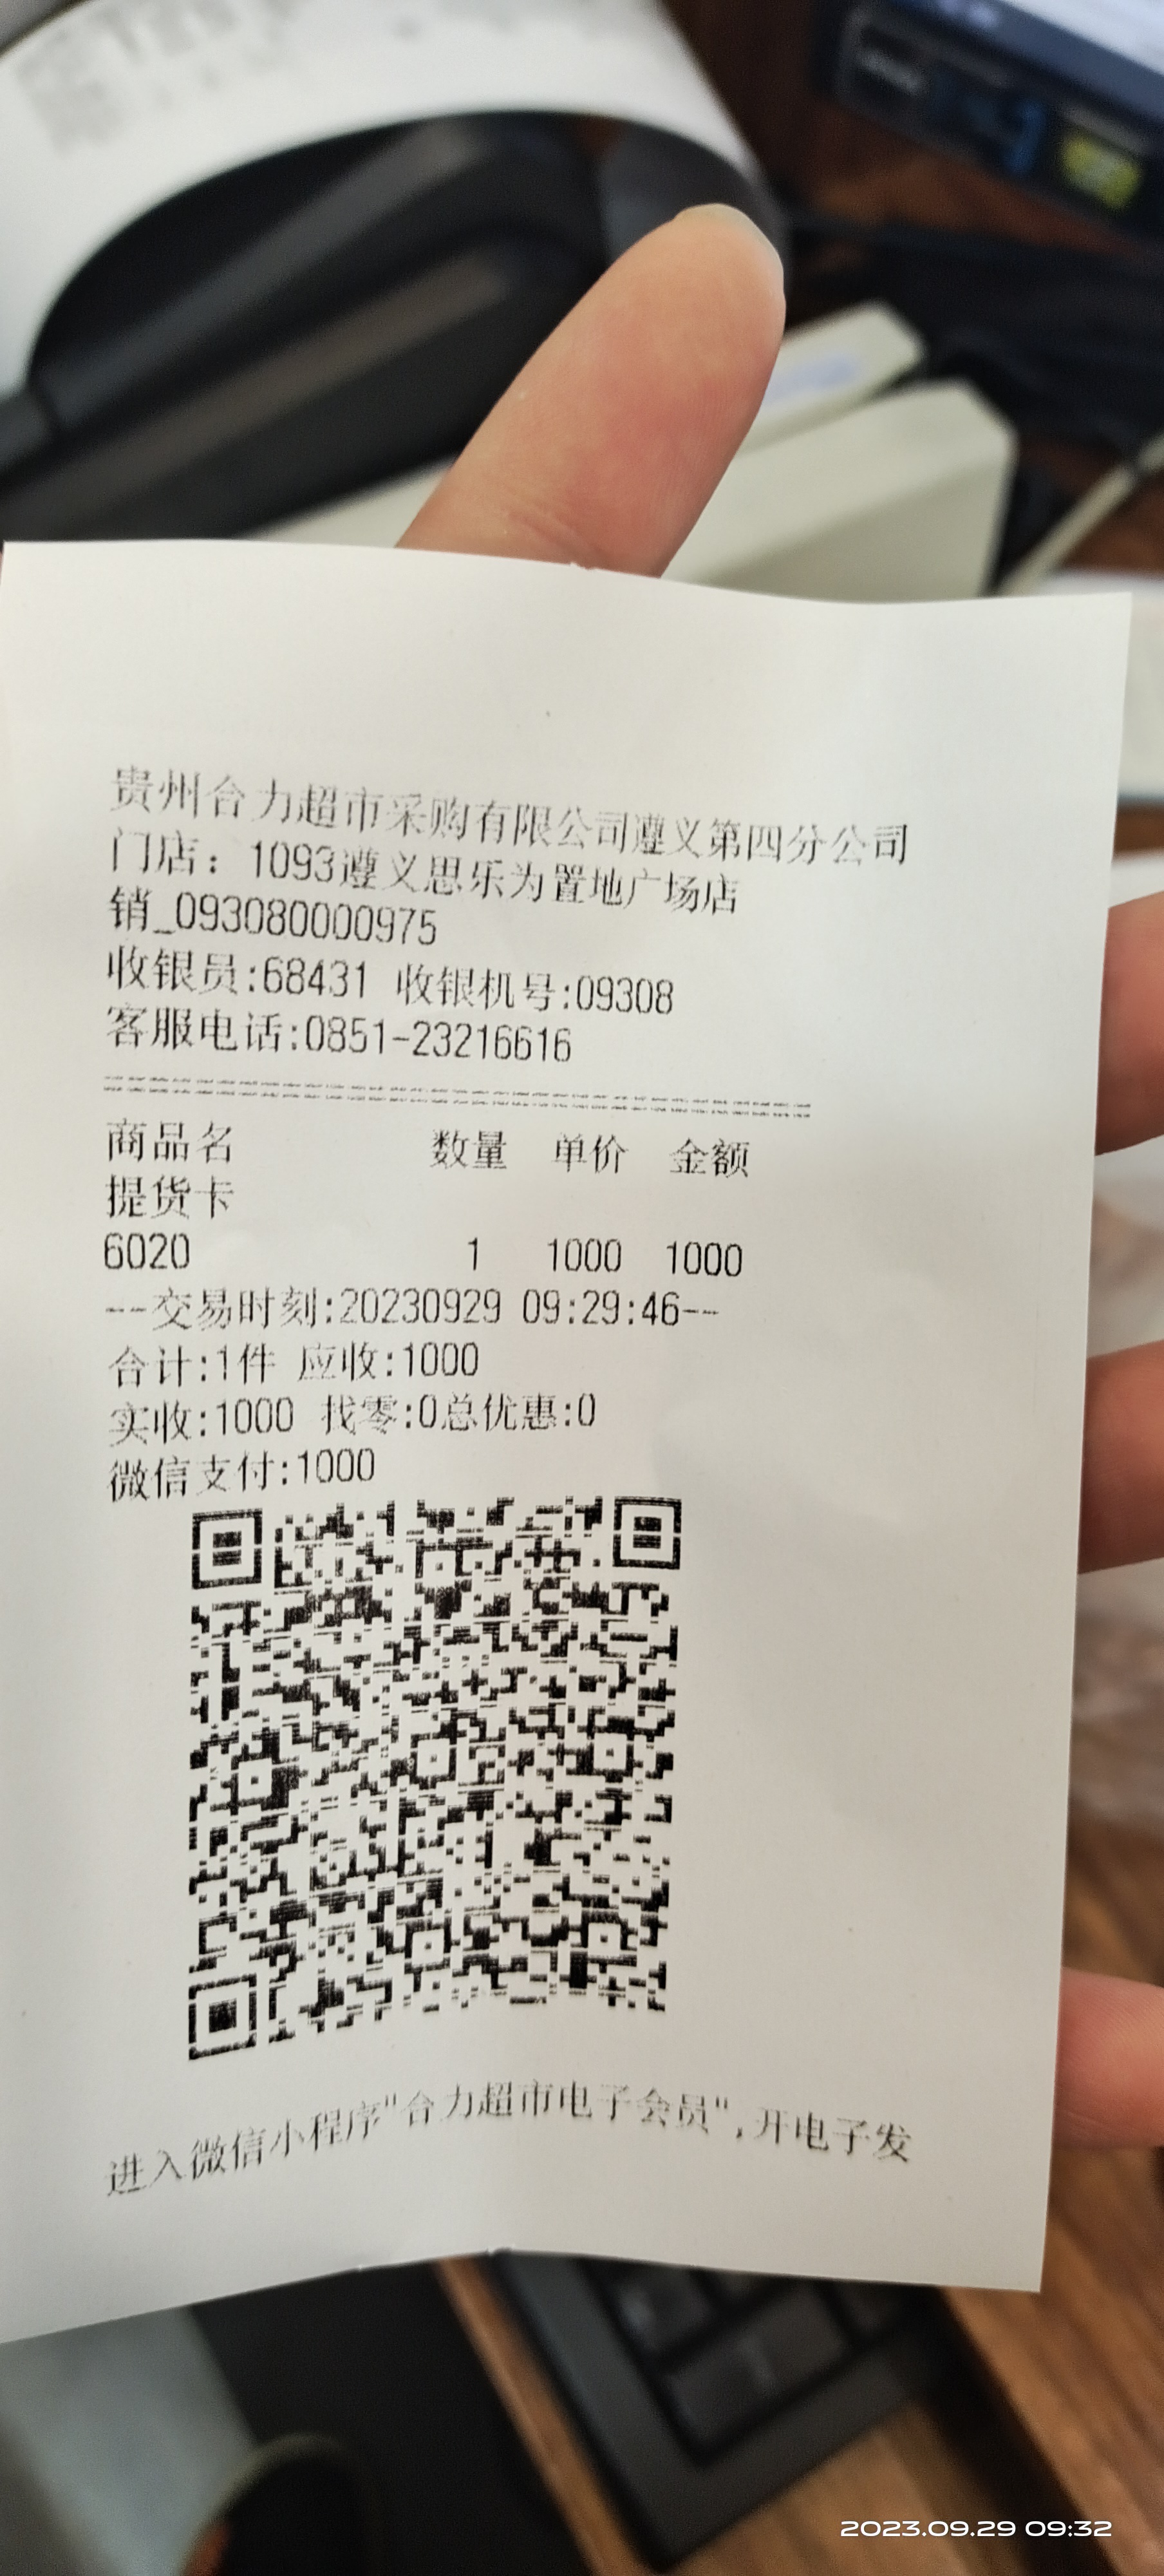 贵州合力超市采购有限公司遵义第四分公司
门店：1093遵义思乐为置地广场店
销_093080000975
收银员:68431 收银机号:09308
客服电话:0851-23216616
================================
商品名 数量 单价 金额
提货卡
6020 1 1000 1000
--交易时刻:20230929 09:29:46--
合计:1件 应收:1000
实收:1000 找零:0总优惠:0
微信支付:1000
进入微信小程序"合力超市电子会员",开电子发
2023.09.29 09:32